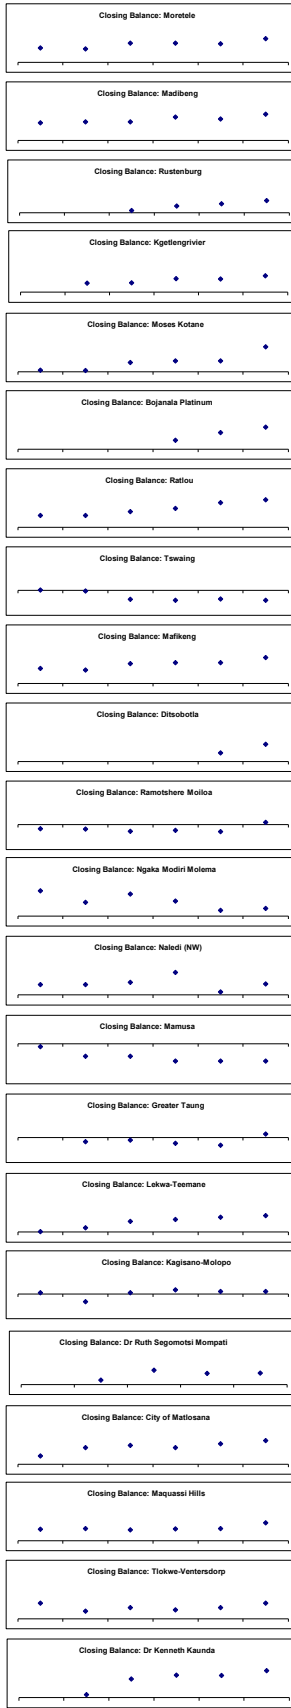 Closing Balance: Moretele
Closing Balance: Madibeng
Closing Balance: Rustenburg
Closing Balance: Kgetlengrivier
Closing Balance: Moses Kotane
Closing Balance: Bojanala Platinum
Closing Balance: Ratlou
Closing Balance: Tswaing
Closing Balance: Mafikeng
Closing Balance: Ditsobotla
Closing Balance: Ramotshere Moiloa
Closing Balance: Ngaka Modiri Molema
Closing Balance: Naledi (NW)
Closing Balance: Mamusa
Closing Balance: Greater Taung
Closing Balance: Lekwa-Teemane
Closing Balance: Kagisano-Molopo
Closing Balance: Dr Ruth Segomotsi Mompati
Closing Balance: City of Matlosana
Closing Balance: Maquassi Hills
Closing Balance: Tlokwe-Ventersdorp
Closing Balance: Dr Kenneth Kaunda